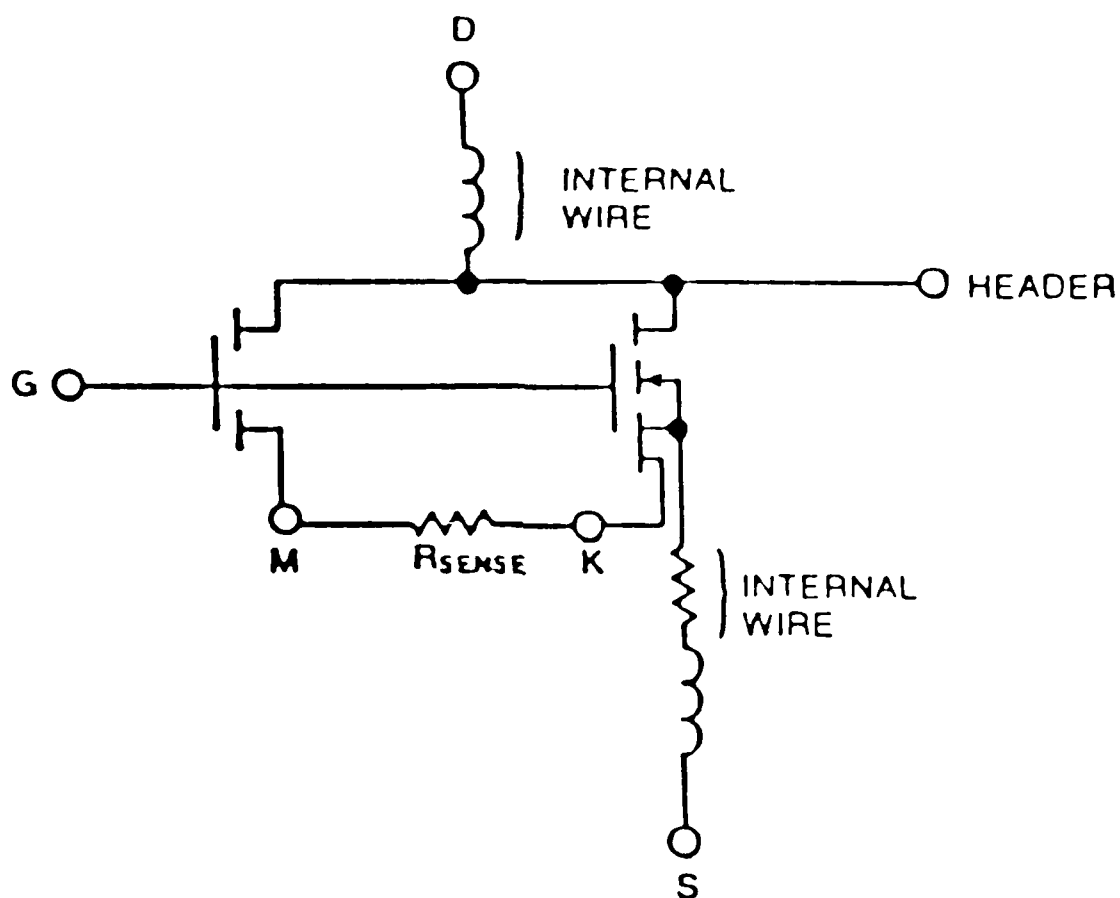 D
INTERNAL
WIRE
HEADER
G
M
RSENSE
K
INTERNAL
WIRE
S